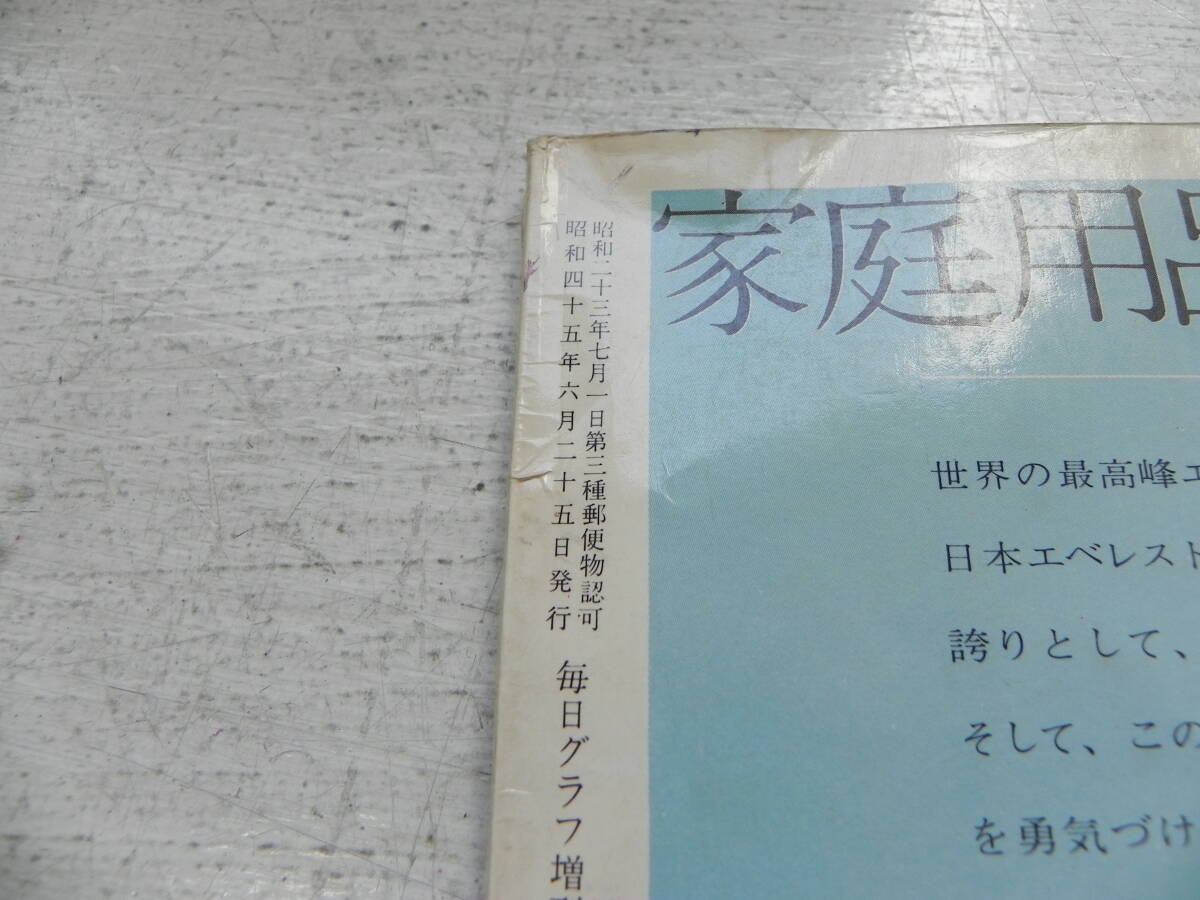 昭和二十三年七月一日第三種郵便物認可
昭和四十五年六月二十五日発行
毎日グラフ増
家庭用品
世界の最高峰エ
日本エベレスト
誇りとして、
そして、この
を勇気づけ